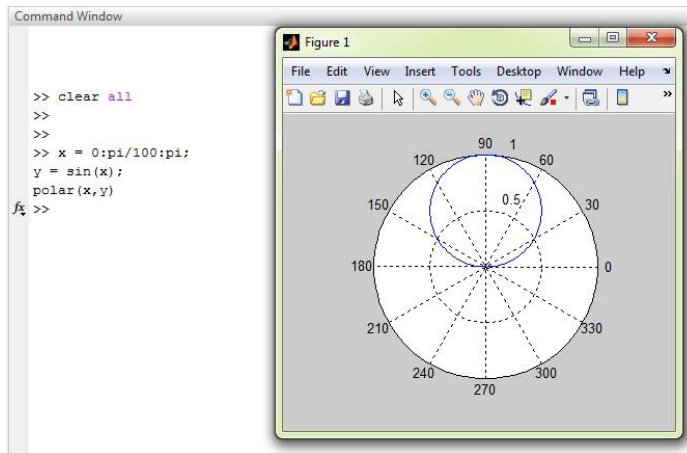 Command Window
>> clear all
>>
>>
>> x = 0:pi/100:pi;
y = sin(x);
polar(x,y)
fx >>
Figure 1
File Edit View Insert Tools Desktop Window Help
90 1
120 60
0.5
150 30
180 0
210 330
240 300
270